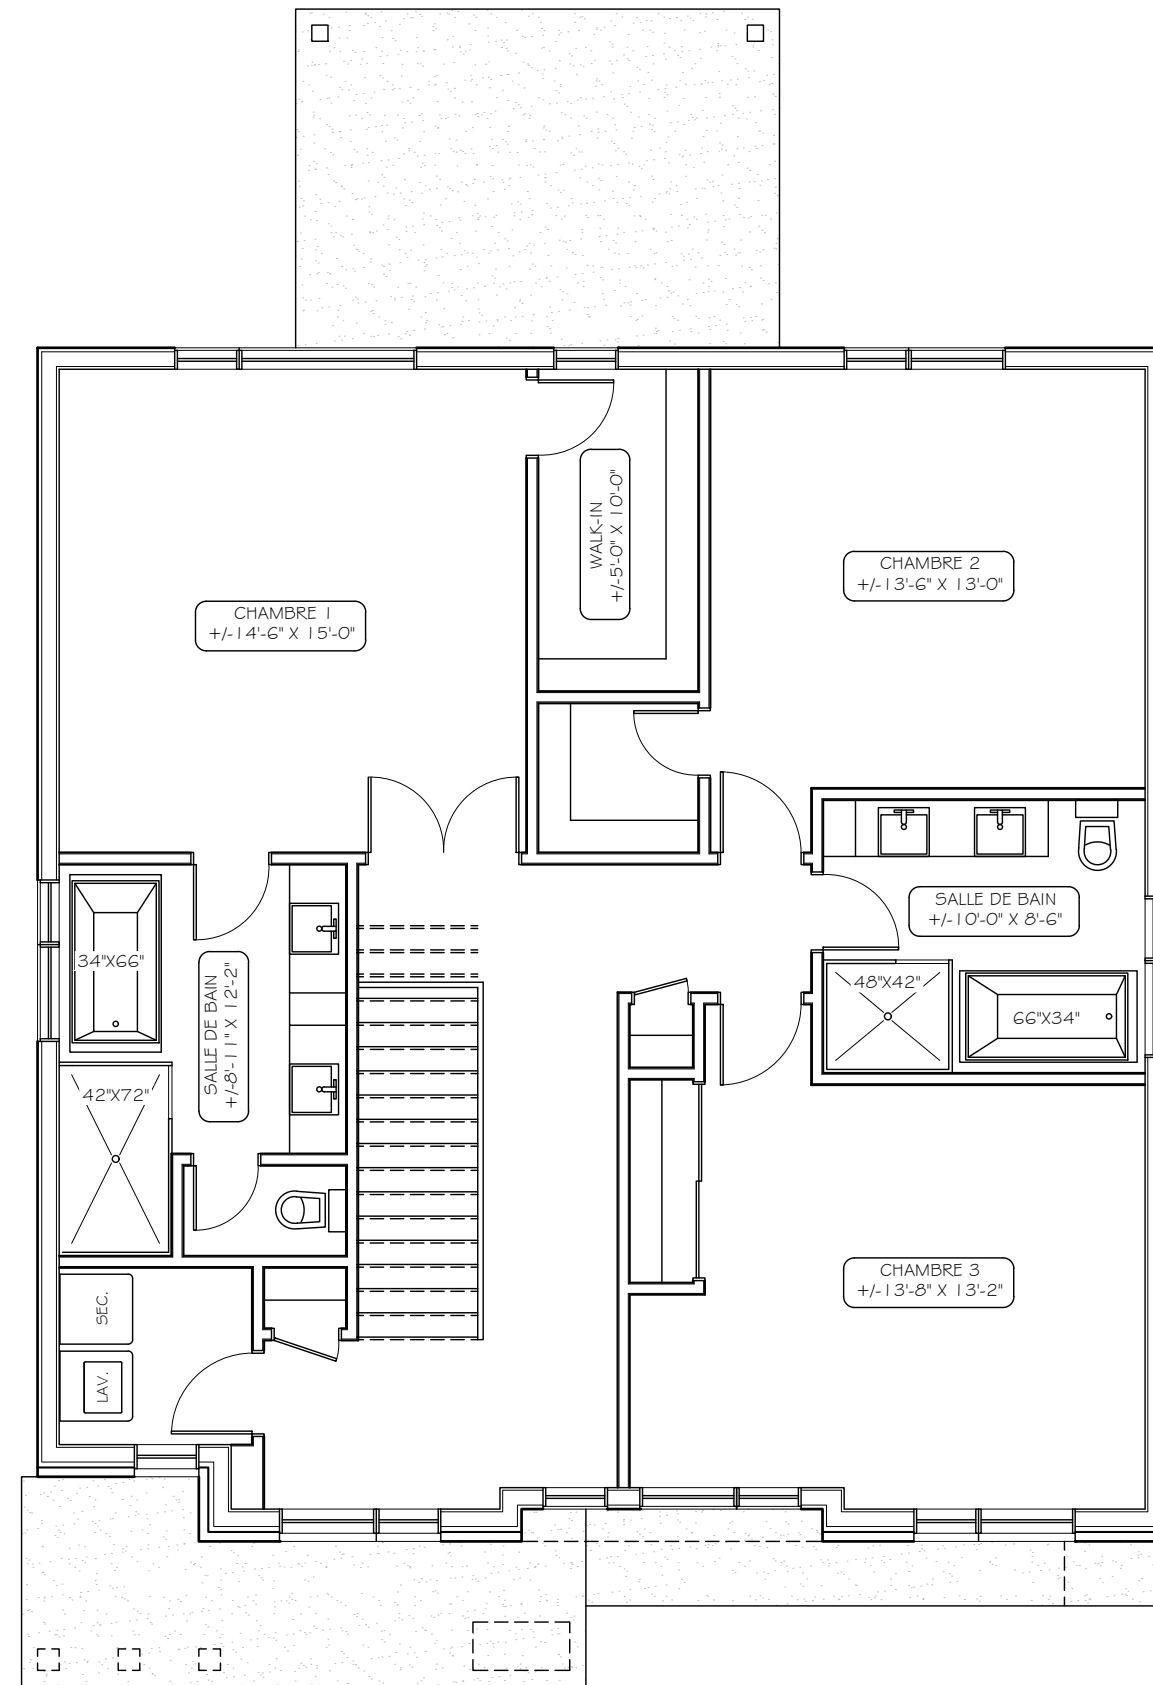 WALK-IN
+/-5'-0" X 10'-0"
CHAMBRE 2
+/-13'-6" X 13'-0"
CHAMBRE 1
+/-14'-6" X 15'-0"
SALLE DE BAIN
+/-10'-0" X 8'-6"
34"X66"
SALLE DE BAIN
+/-8'-11" X 12'-2"
48"X42"
66"X34"
42"X72"
CHAMBRE 3
+/-13'-8" X 13'-2"
SEC.
LAV.